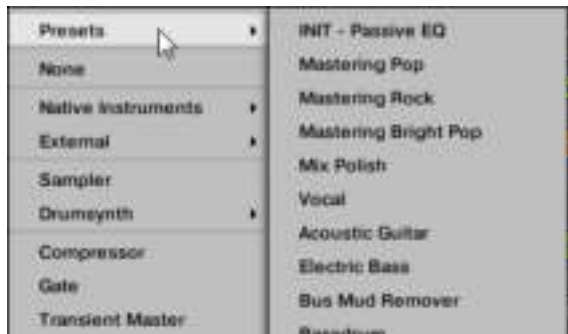 Presets
None
Native Instruments
External
Sampler
Drumsynth
Compressor
Gate
Transient Master
INIT - Passive EQ
Mastering Pop
Mastering Rock
Mastering Bright Pop
Mix Polish
Vocal
Acoustic Guitar
Electric Bass
Bus Mud Remover